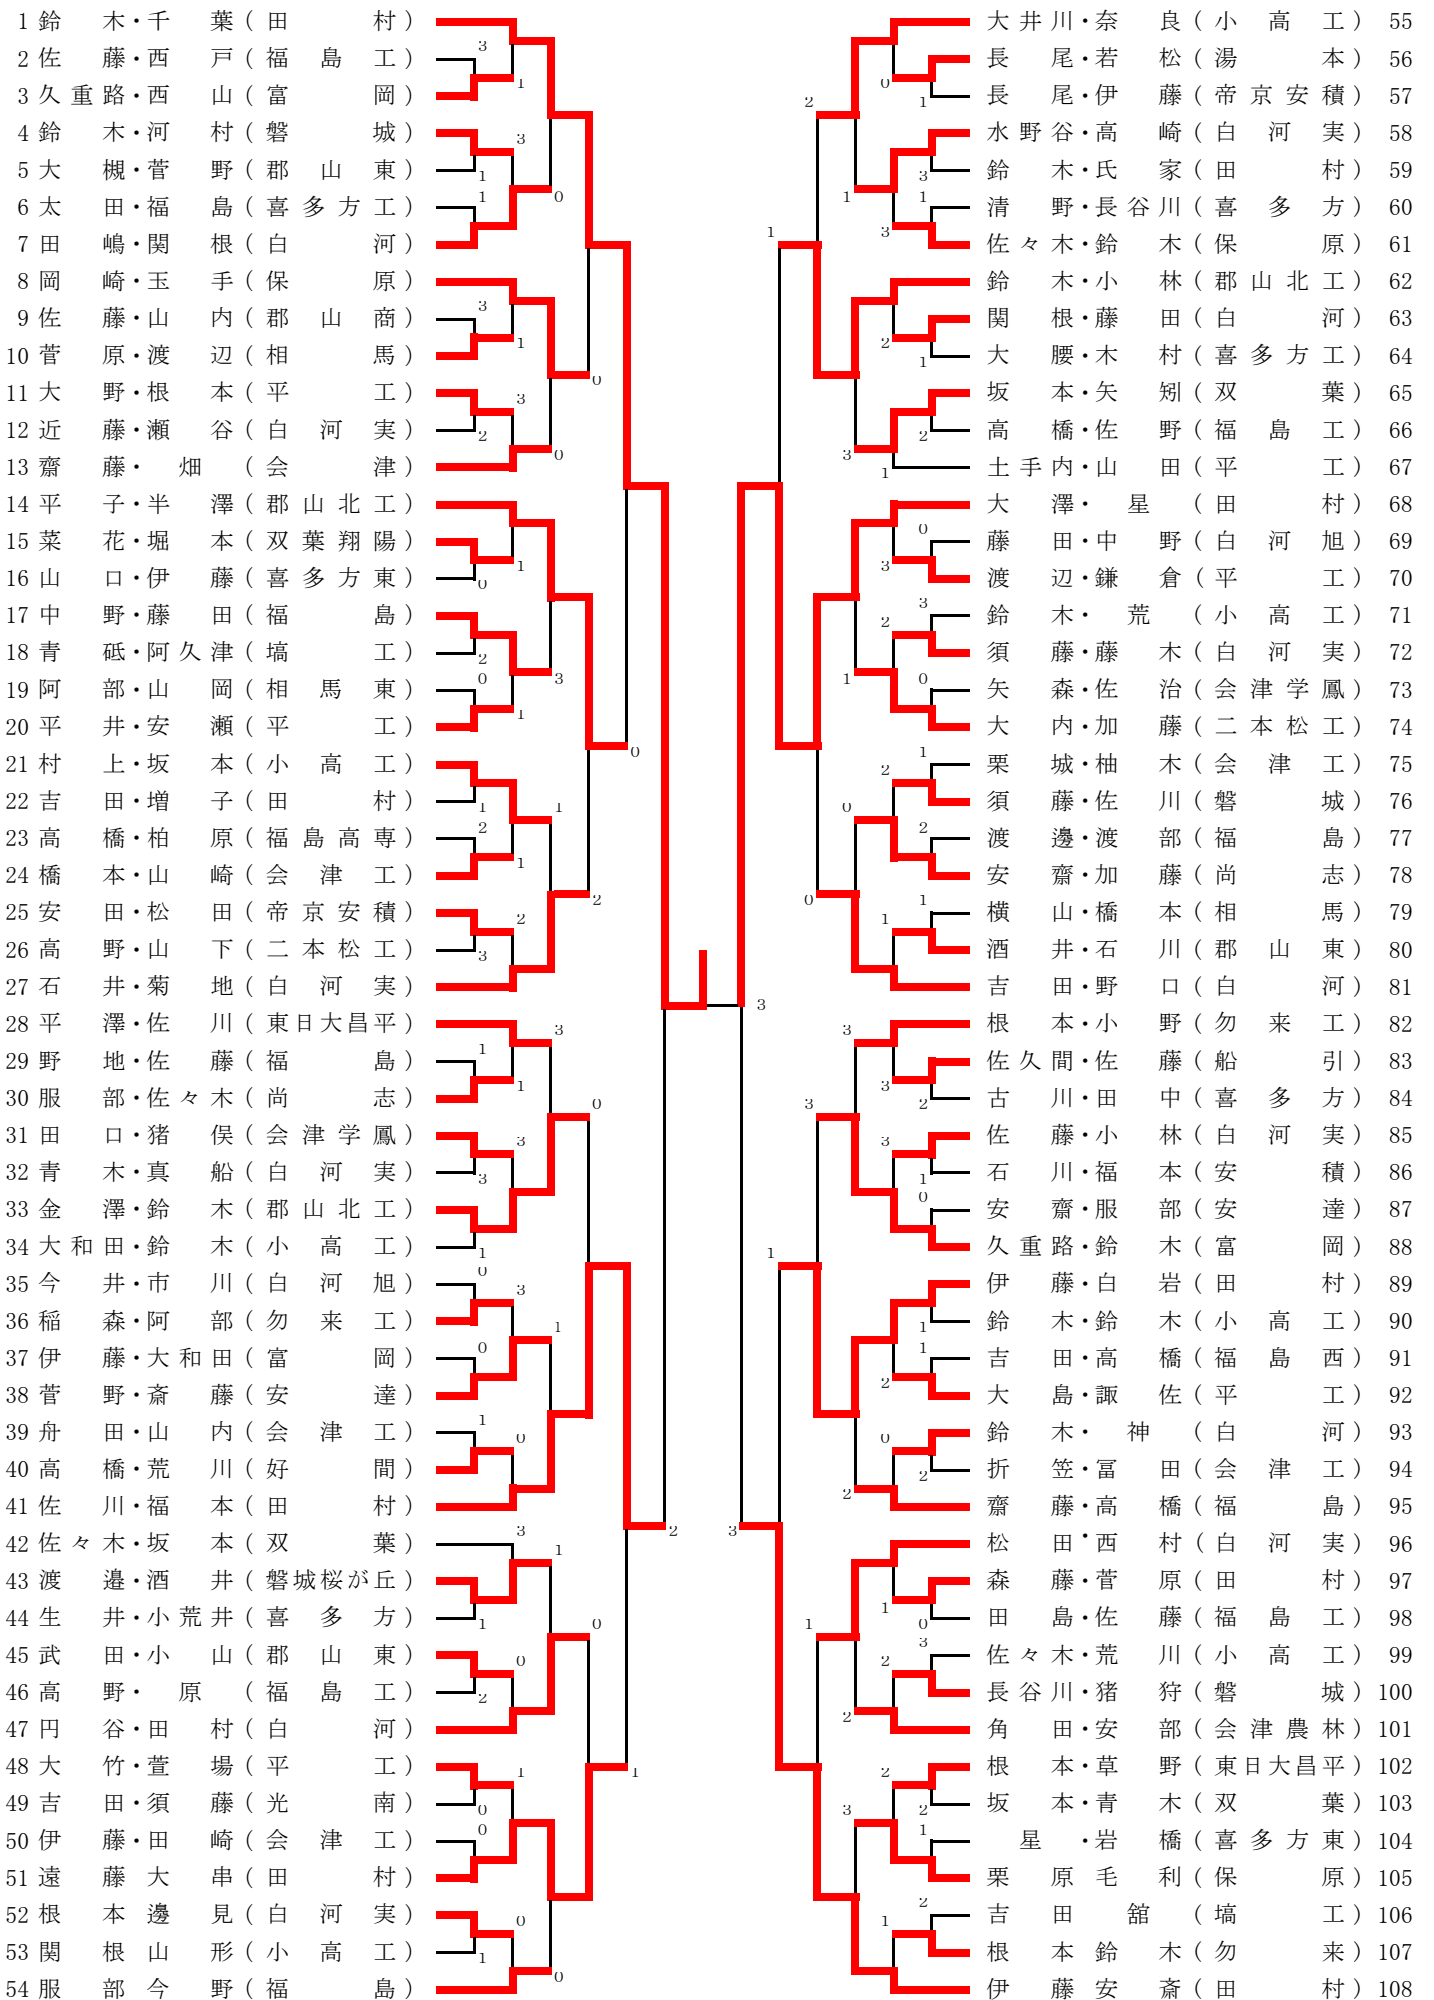 1 鈴木・千葉（田村）
2 佐藤・西戸（福島工）
3 久重路・西山（富岡）
4 鈴木・河村（磐城）
5 大槻・菅野（郡山東）
6 太田・福島（喜多方工）
7 田嶋・関根（白河）
8 岡崎・玉手（保原）
9 佐藤・山内（郡山商）
10 菅原・渡辺（相馬）
11 大野・根本（平工）
12 近藤・瀬谷（白河実）
13 齋藤・畑（会津）
14 平子・半澤（郡山北工）
15 菜花・堀本（双葉翔陽）
16 山口・伊藤（喜多方東）
17 中野・藤田（福島）
18 青砥・阿久津（塙工）
19 阿部・山岡（相馬東）
20 平井・安瀬（平工）
21 村上・坂本（小高工）
22 吉田・増子（田村）
23 高橋・柏原（福島高専）
24 橋本・山崎（会津工）
25 安田・松田（帝京安積）
26 高野・山下（二本松工）
27 石井・菊地（白河実）
28 平澤・佐川（東日大昌平）
29 野地・佐藤（福島）
30 服部・佐々木（尚志）
31 田口・猪俣（会津学鳳）
32 青木・真船（白河実）
33 金澤・鈴木（郡山北工）
34 大和田・鈴木（小高工）
35 今井・市川（白河旭）
36 稲森・阿部（勿来工）
37 伊藤・大和田（富岡）
38 菅野・斎藤（安達）
39 舟田・山内（会津工）
40 高橋・荒川（好間）
41 佐川・福本（田村）
42 佐々木・坂本（双葉）
43 渡邉・酒井（磐城桜が丘）
44 生井・小荒井（喜多方）
45 武田・小山（郡山東）
46 高野・原（福島工）
47 円谷・田村（白河）
48 大竹・萱場（平工）
49 吉田・須藤（光南）
50 伊藤・田崎（会津工）
51 遠藤大串（田村）
52 根本邊見（白河実）
53 関根山形（小高工）
54 服部今野（福島）
大井川・奈良（小高工） 55
長尾・若松（湯本） 56
長尾・伊藤（帝京安積） 57
水野谷・高崎（白河実） 58
鈴木・氏家（田村） 59
清野・長谷川（喜多方） 60
佐々木・鈴木（保原） 61
鈴木・小林（郡山北工） 62
関根・藤田（白河） 63
大腰・木村（喜多方工） 64
坂本・矢剱（双葉） 65
高橋・佐野（福島工） 66
土手内・山田（平工） 67
大澤・星（田村） 68
藤田・中野（白河旭） 69
渡辺・鎌倉（平工） 70
鈴木・荒（小高工） 71
須藤・藤木（白河実） 72
矢森・佐治（会津学鳳） 73
大内・加藤（二本松工） 74
栗城・柚木（会津工） 75
須藤・佐川（磐城） 76
渡邊・渡部（福島） 77
安齋・加藤（尚志） 78
横山・橋本（相馬） 79
酒井・石川（郡山東） 80
吉田・野口（白河） 81
根本・小野（勿来工） 82
佐久間・佐藤（船引） 83
古川・田中（喜多方） 84
佐藤・小林（白河実） 85
石川・福本（安積） 86
安齋・服部（安達） 87
久重路・鈴木（富岡） 88
伊藤・白岩（田村） 89
鈴木・鈴木（小高工） 90
吉田・高橋（福島西） 91
大島・諏佐（平工） 92
鈴木・神（白河） 93
折笠・冨田（会津工） 94
齋藤・高橋（福島） 95
松田・西村（白河実） 96
森藤・菅原（田村） 97
田島・佐藤（福島工） 98
佐々木・荒川（小高工） 99
長谷川・猪狩（磐城） 100
角田・安部（会津農林） 101
根本・草野（東日大昌平） 102
坂本・青木（双葉） 103
星・岩橋（喜多方東） 104
栗原毛利（保原） 105
吉田舘（塙工） 106
根本鈴木（勿来） 107
伊藤安斎（田村） 108